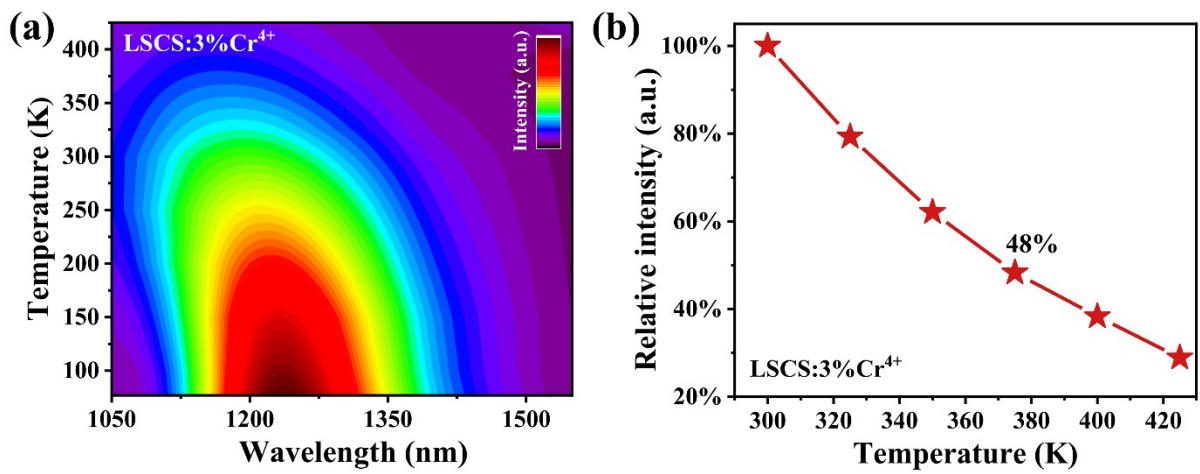 (a)
LSCS:3%Cr⁴⁺
Intensity (a.u.)
Temperature (K)
400
350
300
250
200
150
100
1050
1200
1350
1500
Wavelength (nm)
(b)
Relative intensity (a.u.)
100%
80%
60%
40%
20%
48%
LSCS:3%Cr⁴⁺
300
320
340
360
380
400
420
Temperature (K)